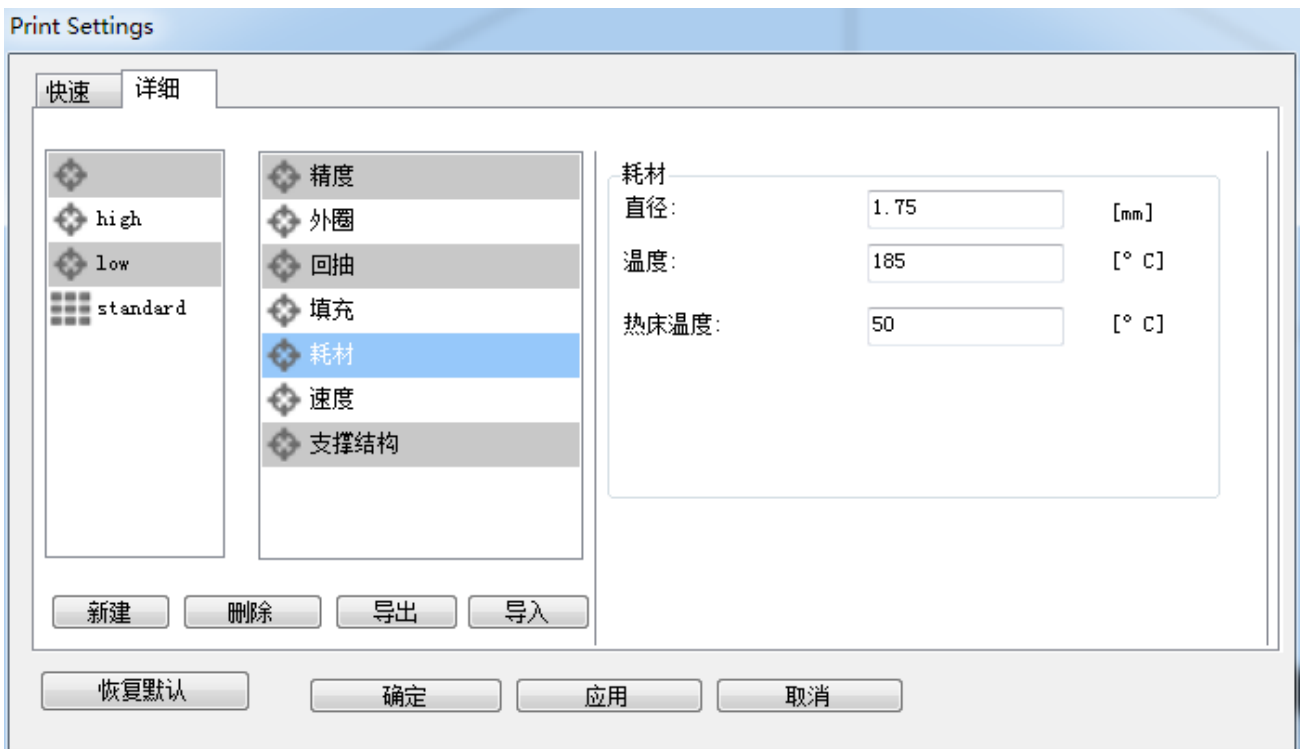 Print Settings
快速 详细
high
low
standard
精度
外圈
回抽
填充
耗材
速度
支撑结构
耗材
直径: 1.75 [mm]
温度: 185 [° C]
热床温度: 50 [° C]
新建 删除 导出 导入
恢复默认 确定 应用 取消